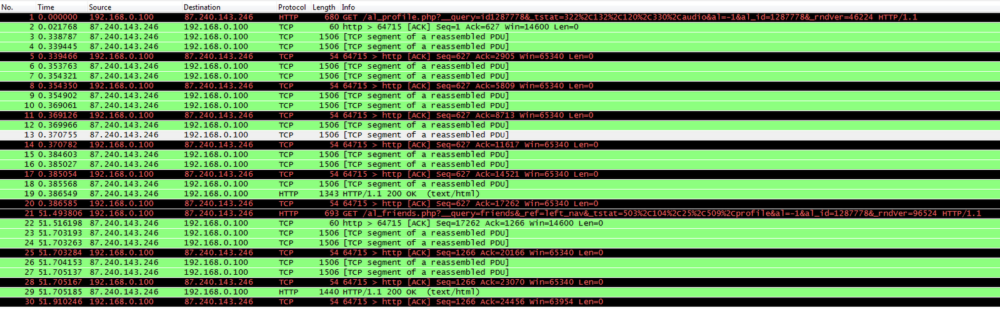 No. Time Source Destination Protocol Length Info
1 0.000000 192.168.0.100 87.240.143.246 HTTP 680 GET /al_profile.php?__query=id1287778&_tstat=322%2C132%2C120%2C330%2Caudio&al=-1&al_id=1287778&_rndVer=46224 HTTP/1.1
2 0.021768 87.240.143.246 192.168.0.100 TCP 60 http > 64715 [ACK] Seq=1 Ack=627 Win=14600 Len=0
3 0.338787 87.240.143.246 192.168.0.100 TCP 1506 [TCP segment of a reassembled PDU]
4 0.339445 87.240.143.246 192.168.0.100 TCP 1506 [TCP segment of a reassembled PDU]
5 0.339466 192.168.0.100 87.240.143.246 TCP 54 64715 > http [ACK] Seq=627 Ack=2905 Win=65340 Len=0
6 0.353763 87.240.143.246 192.168.0.100 TCP 1506 [TCP segment of a reassembled PDU]
7 0.354321 87.240.143.246 192.168.0.100 TCP 1506 [TCP segment of a reassembled PDU]
8 0.354350 192.168.0.100 87.240.143.246 TCP 54 64715 > http [ACK] Seq=627 Ack=5809 Win=65340 Len=0
9 0.354902 87.240.143.246 192.168.0.100 TCP 1506 [TCP segment of a reassembled PDU]
10 0.369061 87.240.143.246 192.168.0.100 TCP 1506 [TCP segment of a reassembled PDU]
11 0.369126 192.168.0.100 87.240.143.246 TCP 54 64715 > http [ACK] Seq=627 Ack=8713 Win=65340 Len=0
12 0.369966 87.240.143.246 192.168.0.100 TCP 1506 [TCP segment of a reassembled PDU]
13 0.370755 87.240.143.246 192.168.0.100 TCP 1506 [TCP segment of a reassembled PDU]
14 0.370782 192.168.0.100 87.240.143.246 TCP 54 64715 > http [ACK] Seq=627 Ack=11617 Win=65340 Len=0
15 0.384603 87.240.143.246 192.168.0.100 TCP 1506 [TCP segment of a reassembled PDU]
16 0.385027 87.240.143.246 192.168.0.100 TCP 1506 [TCP segment of a reassembled PDU]
17 0.385054 192.168.0.100 87.240.143.246 TCP 54 64715 > http [ACK] Seq=627 Ack=14521 Win=65340 Len=0
18 0.385568 87.240.143.246 192.168.0.100 TCP 1506 [TCP segment of a reassembled PDU]
19 0.386549 87.240.143.246 192.168.0.100 HTTP 1343 HTTP/1.1 200 OK (text/html)
20 0.386585 192.168.0.100 87.240.143.246 TCP 54 64715 > http [ACK] Seq=627 Ack=17262 Win=65340 Len=0
21 51.493806 192.168.0.100 87.240.143.246 HTTP 693 GET /al_friends.php?__query=friends&_ref=left_nav&_tstat=503%2C104%2C25%2C509%2Cprofile&al=-1&al_id=1287778&_rndVer=96524 HTTP/1.1
22 51.516198 87.240.143.246 192.168.0.100 TCP 60 http > 64715 [ACK] Seq=17262 Ack=1266 Win=14600 Len=0
23 51.703193 87.240.143.246 192.168.0.100 TCP 1506 [TCP segment of a reassembled PDU]
24 51.703263 87.240.143.246 192.168.0.100 TCP 1506 [TCP segment of a reassembled PDU]
25 51.703284 192.168.0.100 87.240.143.246 TCP 54 64715 > http [ACK] Seq=1266 Ack=20166 Win=65340 Len=0
26 51.704153 87.240.143.246 192.168.0.100 TCP 1506 [TCP segment of a reassembled PDU]
27 51.705137 87.240.143.246 192.168.0.100 TCP 1506 [TCP segment of a reassembled PDU]
28 51.705167 192.168.0.100 87.240.143.246 TCP 54 64715 > http [ACK] Seq=1266 Ack=23070 Win=65340 Len=0
29 51.705185 87.240.143.246 192.168.0.100 HTTP 1440 HTTP/1.1 200 OK (text/html)
30 51.910246 192.168.0.100 87.240.143.246 TCP 54 64715 > http [ACK] Seq=1266 Ack=24456 Win=63954 Len=0